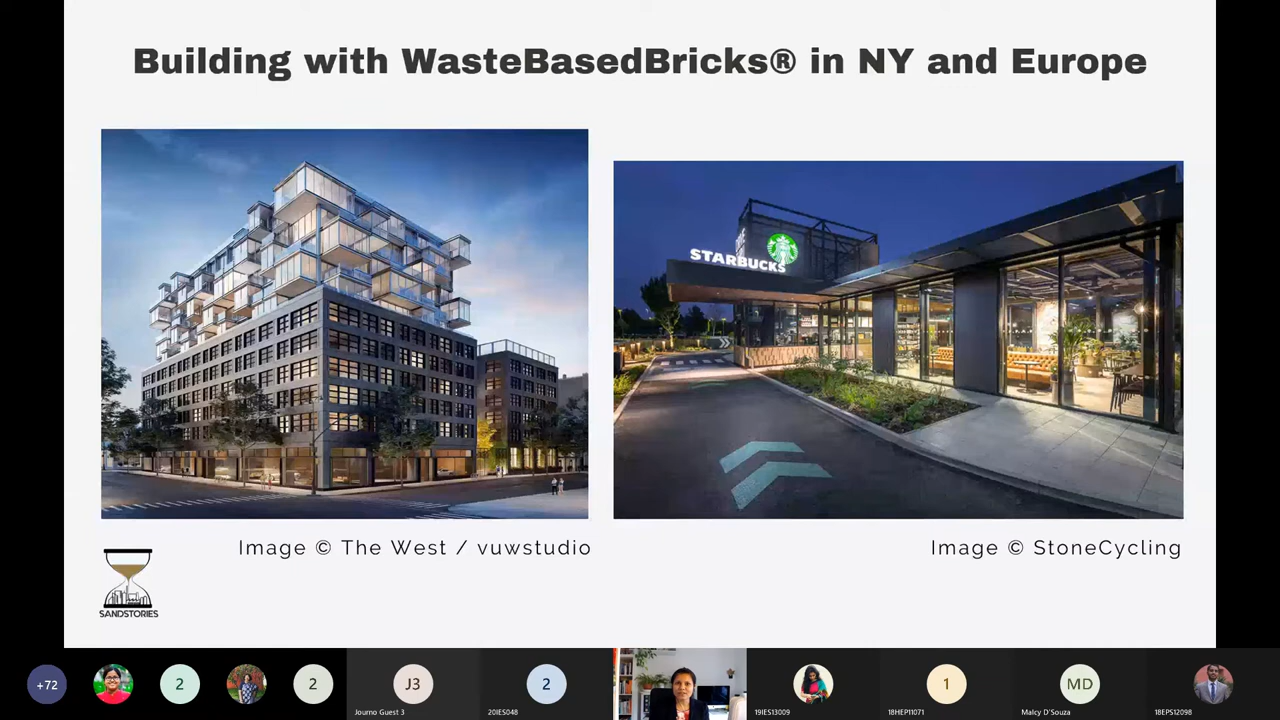 Building with WasteBasedBricks® in NY and Europe
STARBUCKS
Image © The West / vuwstudio
Image © StoneCycling
SANDSTORIES
+72
2
2
J3
Journo Guest 3
2
20IES048
19IES13009
1
18HEP11071
MD
Malcy D'Souza
18EPS12098